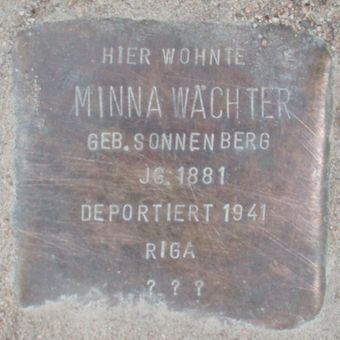 HIER WOHNTE
MINNA WÄCHTER
GEB. SONNENBERG
JG. 1881
DEPORTIERT 1941
RIGA
? ? ?